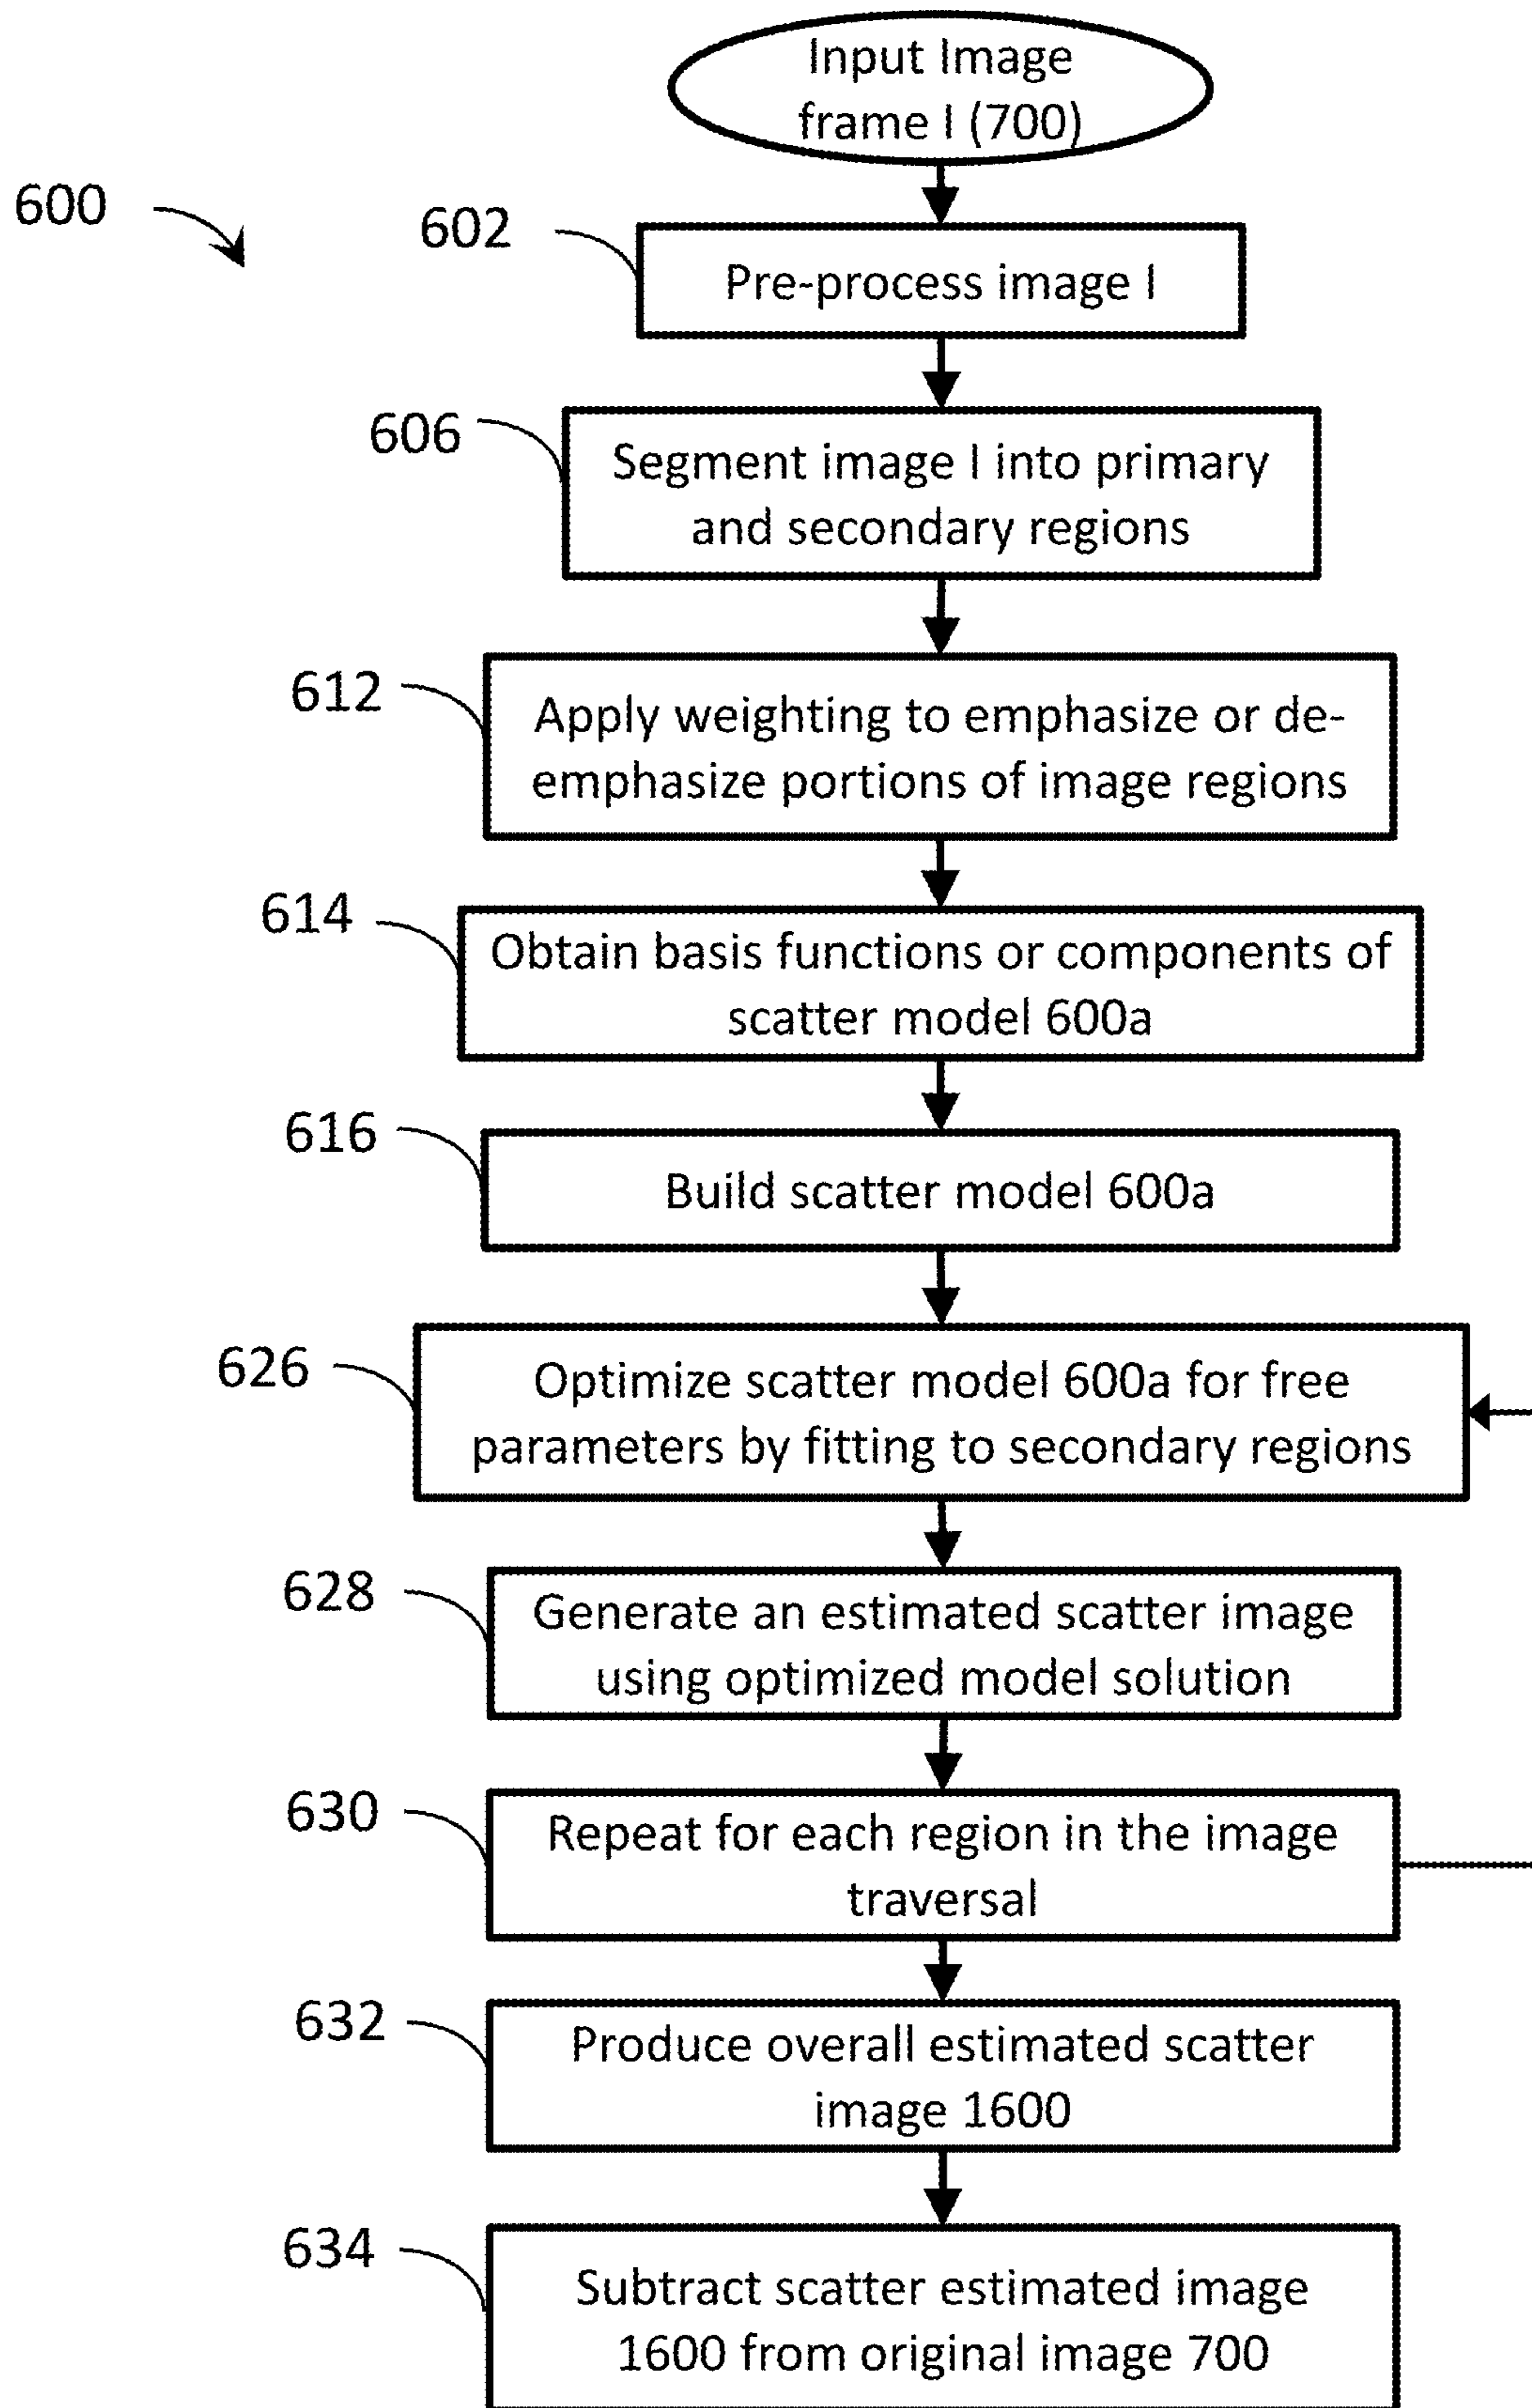 Input Image
frame I (700)
600
602
Pre-process image I
606
Segment image I into primary
and secondary regions
612
Apply weighting to emphasize or de-
emphasize portions of image regions
614
Obtain basis functions or components of
scatter model 600a
616
Build scatter model 600a
626
Optimize scatter model 600a for free
parameters by fitting to secondary regions
628
Generate an estimated scatter image
using optimized model solution
630
Repeat for each region in the image
traversal
632
Produce overall estimated scatter
image 1600
634
Subtract scatter estimated image
1600 from original image 700